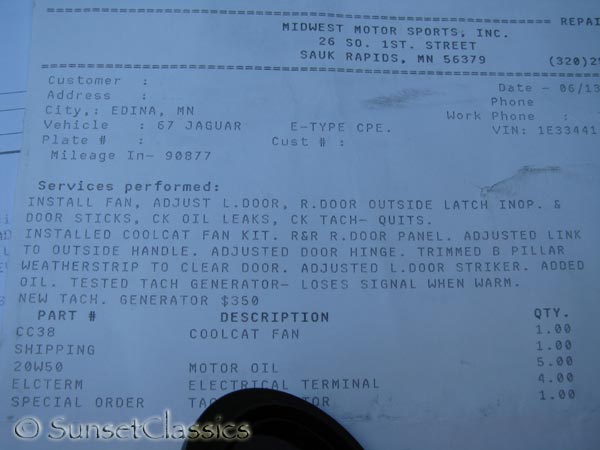 REPAI
MIDWEST MOTOR SPORTS, INC.
26 SO. 1ST. STREET
SAUK RAPIDS, MN 56379 (320)2
Customer :
Address :
City,: EDINA, MN
Vehicle : 67 JAGUAR E-TYPE CPE.
Plate # : Cust # :
Mileage In- 90877
Date - 06/13
Phone
Work Phone :
VIN: 1E33441
Services performed:
INSTALL FAN, ADJUST L.DOOR, R.DOOR OUTSIDE LATCH INOP. &
DOOR STICKS, CK OIL LEAKS, CK TACH- QUITS.
INSTALLED COOLCAT FAN KIT. R&R R.DOOR PANEL. ADJUSTED LINK
TO OUTSIDE HANDLE. ADJUSTED DOOR HINGE. TRIMMED B PILLAR
WEATHERSTRIP TO CLEAR DOOR. ADJUSTED L.DOOR STRIKER. ADDED
OIL. TESTED TACH GENERATOR- LOSES SIGNAL WHEN WARM.
NEW TACH. GENERATOR $350
PART # DESCRIPTION QTY.
CC38 COOLCAT FAN 1.00
SHIPPING 1.00
20W50 MOTOR OIL 5.00
ELCTERM ELECTRICAL TERMINAL 4.00
SPECIAL ORDER TOR 1.00
© SunsetClassics